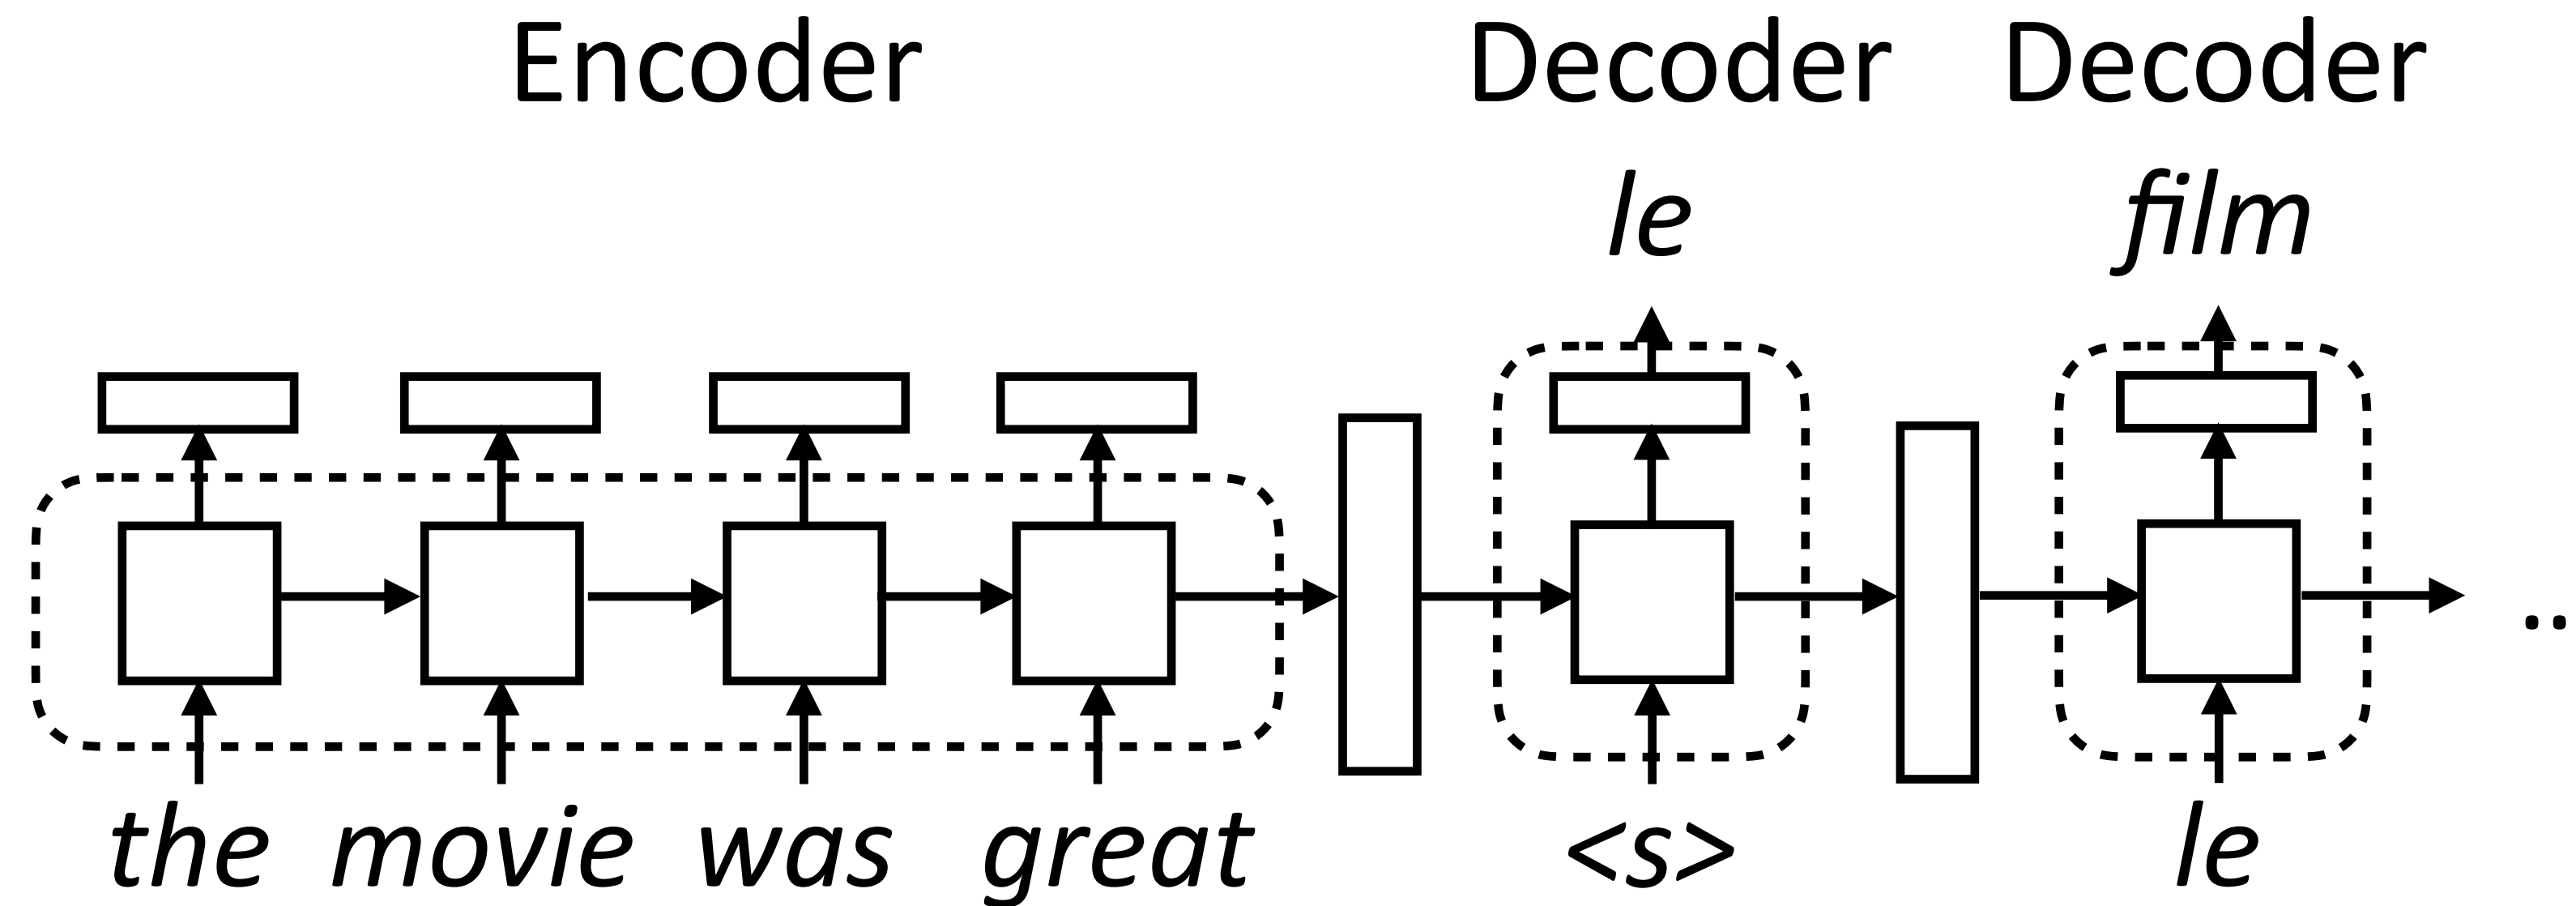 Encoder Decoder Decoder
le film
the movie was great <s> le
..